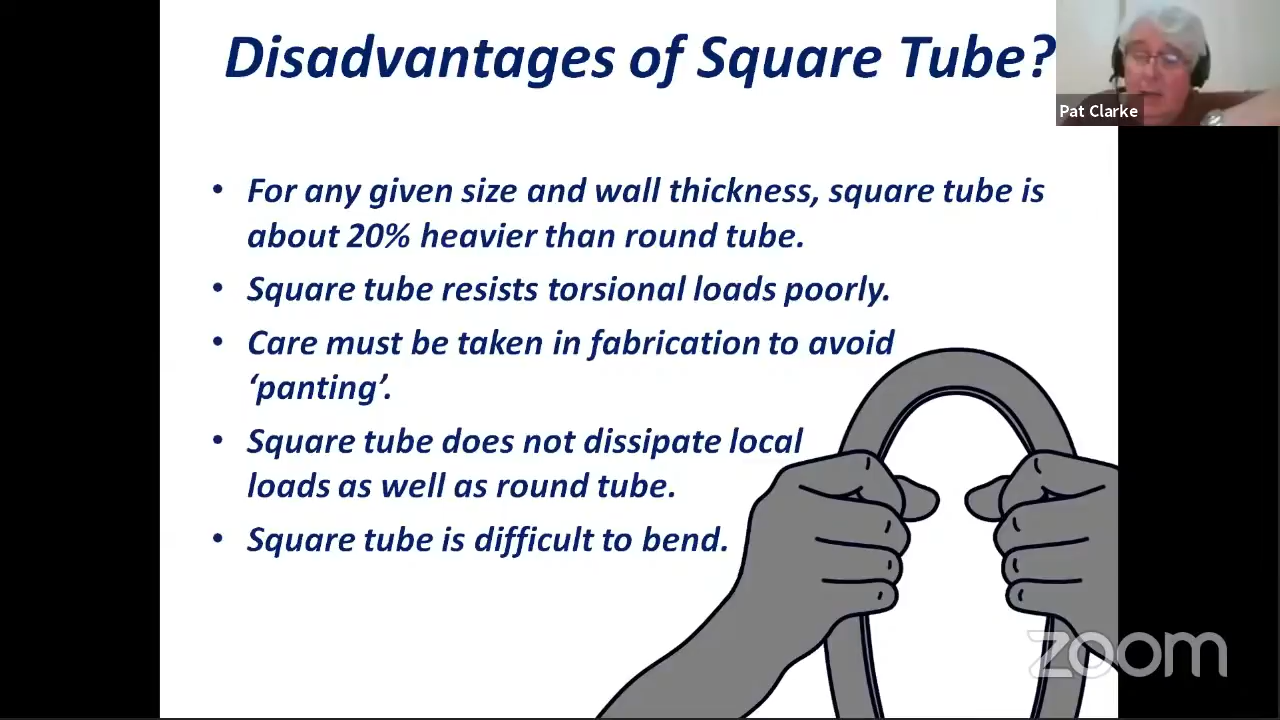 Disadvantages of Square Tube?
Pat Clarke
• For any given size and wall thickness, square tube is
about 20% heavier than round tube.
• Square tube resists torsional loads poorly.
• Care must be taken in fabrication to avoid
‘panting’.
• Square tube does not dissipate local
loads as well as round tube.
• Square tube is difficult to bend.
zoom